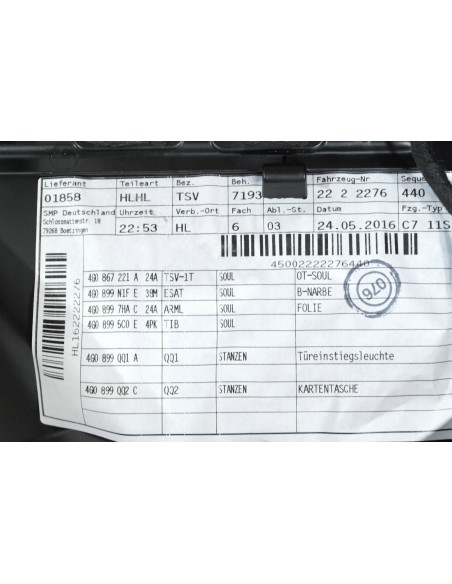 Lieferant Teileart Bez. Beh. Fahrzeug-Nr Seque
01858 HLHL TSV 7193 22 2 2276 440
SMP Deutschland Uhrzeit Verb.-Ort Fach Abl.-St. Datum Fzg.-Typ
Schlossmattenstr. 18
79268 Boetzingen 22:53 HL 6 03 24.05.2016 C7 11S
45002222276440
4G0 867 221 A 24A TSV-1T SOUL OT-SOUL
4G0 899 N1F E 38M ESAT SOUL B-NARBE
4G0 899 7HA C 24A ARML SOUL FOLIE
4G0 899 5C0 E 4PK TIB SOUL
4G0 899 QQ1 A QQ1 STANZEN Türeinstiegsleuchte
4G0 899 QQ2 C QQ2 STANZEN KARTENTASCHE
HL162222276
076